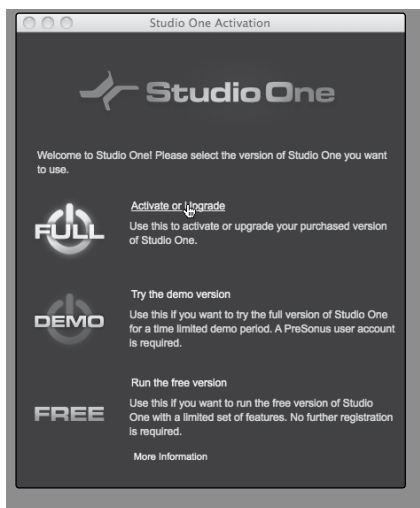 Studio One Activation
Studio One
Welcome to Studio One! Please select the version of Studio One you want
to use.
FULL
Activate or Upgrade
Use this to activate or upgrade your purchased version
of Studio One.
DEMO
Try the demo version
Use this if you want to try the full version of Studio One
for a time limited demo period. A PreSonus user account
is required.
FREE
Run the free version
Use this if you want to run the free version of Studio
One with a limited set of features. No further registration
is required.
More Information